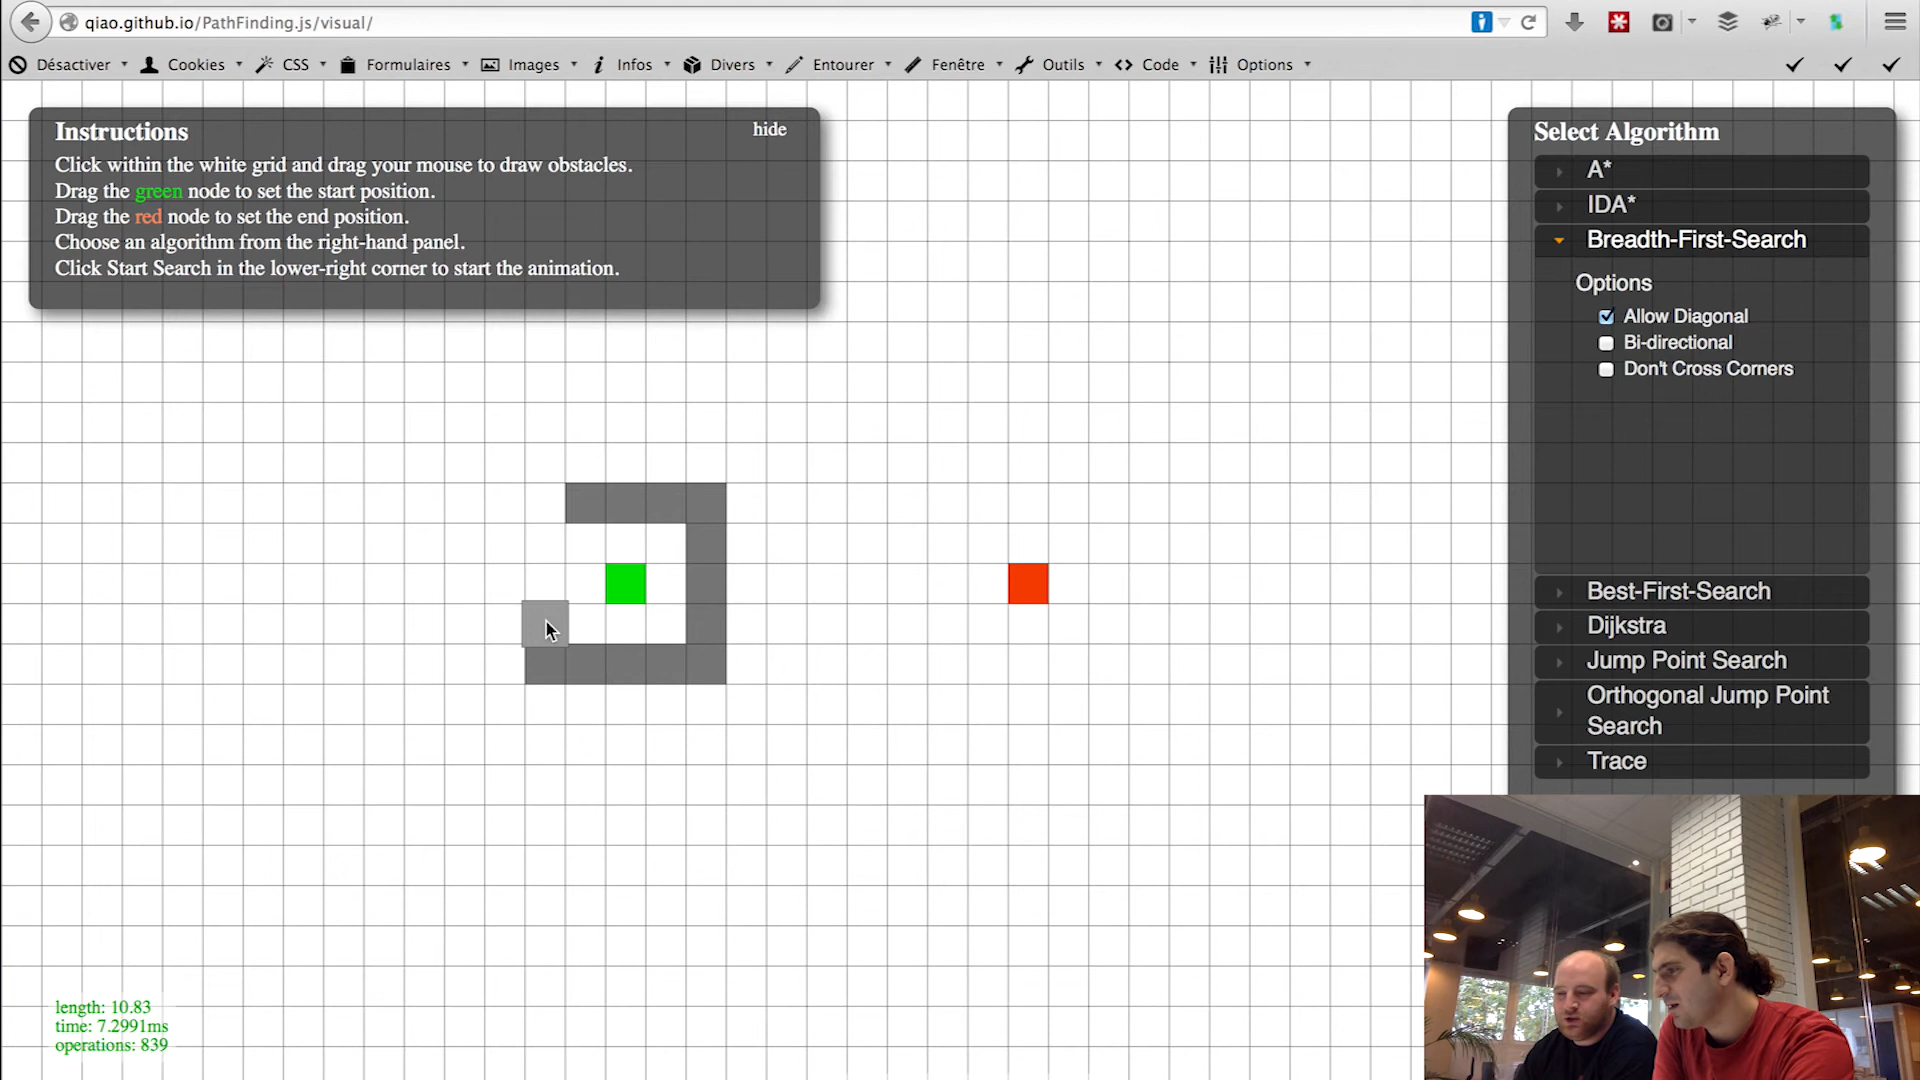 qiao.github.io/PathFinding.js/visual/
Désactiver Cookies CSS Formulaires Images Infos Divers Entourer Fenêtre Outils Code Options
Instructions hide
Click within the white grid and drag your mouse to draw obstacles.
Drag the green node to set the start position.
Drag the red node to set the end position.
Choose an algorithm from the right-hand panel.
Click Start Search in the lower-right corner to start the animation.
Select Algorithm
A*
IDA*
Breadth-First-Search
Options
Allow Diagonal
Bi-directional
Don't Cross Corners
Best-First-Search
Dijkstra
Jump Point Search
Orthogonal Jump Point
Search
Trace
length: 10.83
time: 7.2991ms
operations: 839